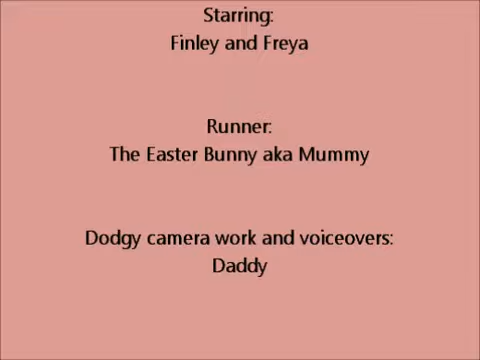 Starring:
Finley and Freya
Runner:
The Easter Bunny aka Mummy
Dodgy camera work and voiceovers:
Daddy